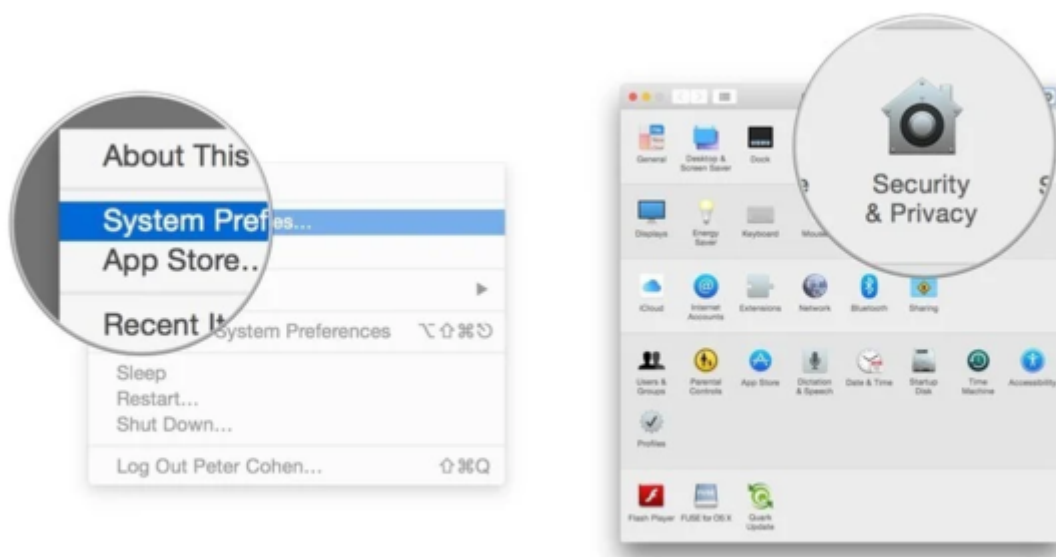 About This
System Prefes...
App Store..
Recent It
System Preferences ⌥⇧⌘⎋
Sleep
Restart...
Shut Down...
Log Out Peter Cohen... ⇧⌘Q
Security
& Privacy
General
Desktop &
Screen Saver
Dock
Displays
Energy
Saver
Keyboard
Mouse
iCloud
Internet
Accounts
Extensions
Network
Bluetooth
Sharing
Users &
Groups
Parental
Controls
App Store
Dictation
& Speech
Date & Time
Startup
Disk
Time
Machine
Accessibility
Profiles
Flash Player
FUSE for OS X
Quark
Update